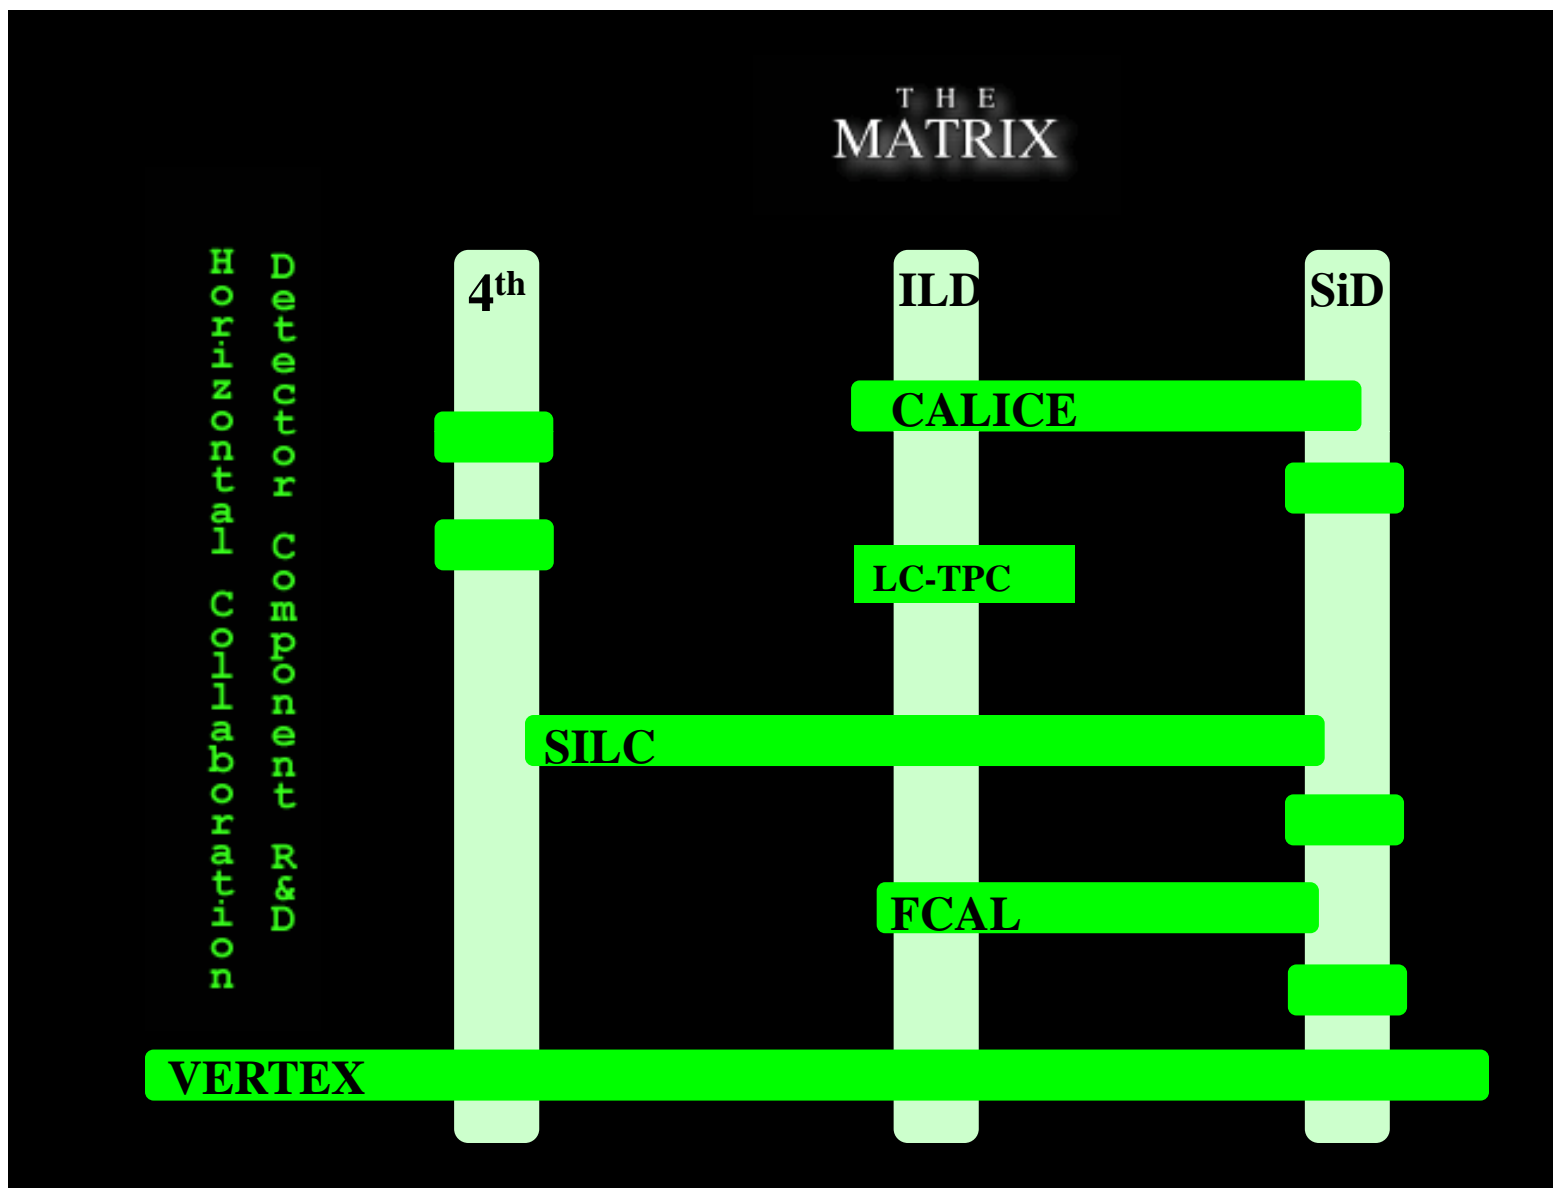 THE
MATRIX
Horizontal Collaboration
Detector Component R&D
4th
ILD
SiD
CALICE
LC-TPC
SILC
FCAL
VERTEX